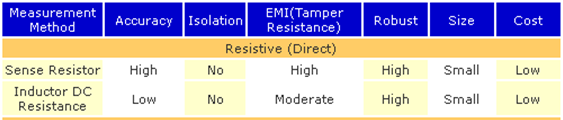 Measurement Method Accuracy Isolation EMI(Tamper Resistance) Robust Size Cost
Resistive (Direct)
Sense Resistor High No High High Small Low
Inductor DC Resistance Low No Moderate High Small Low